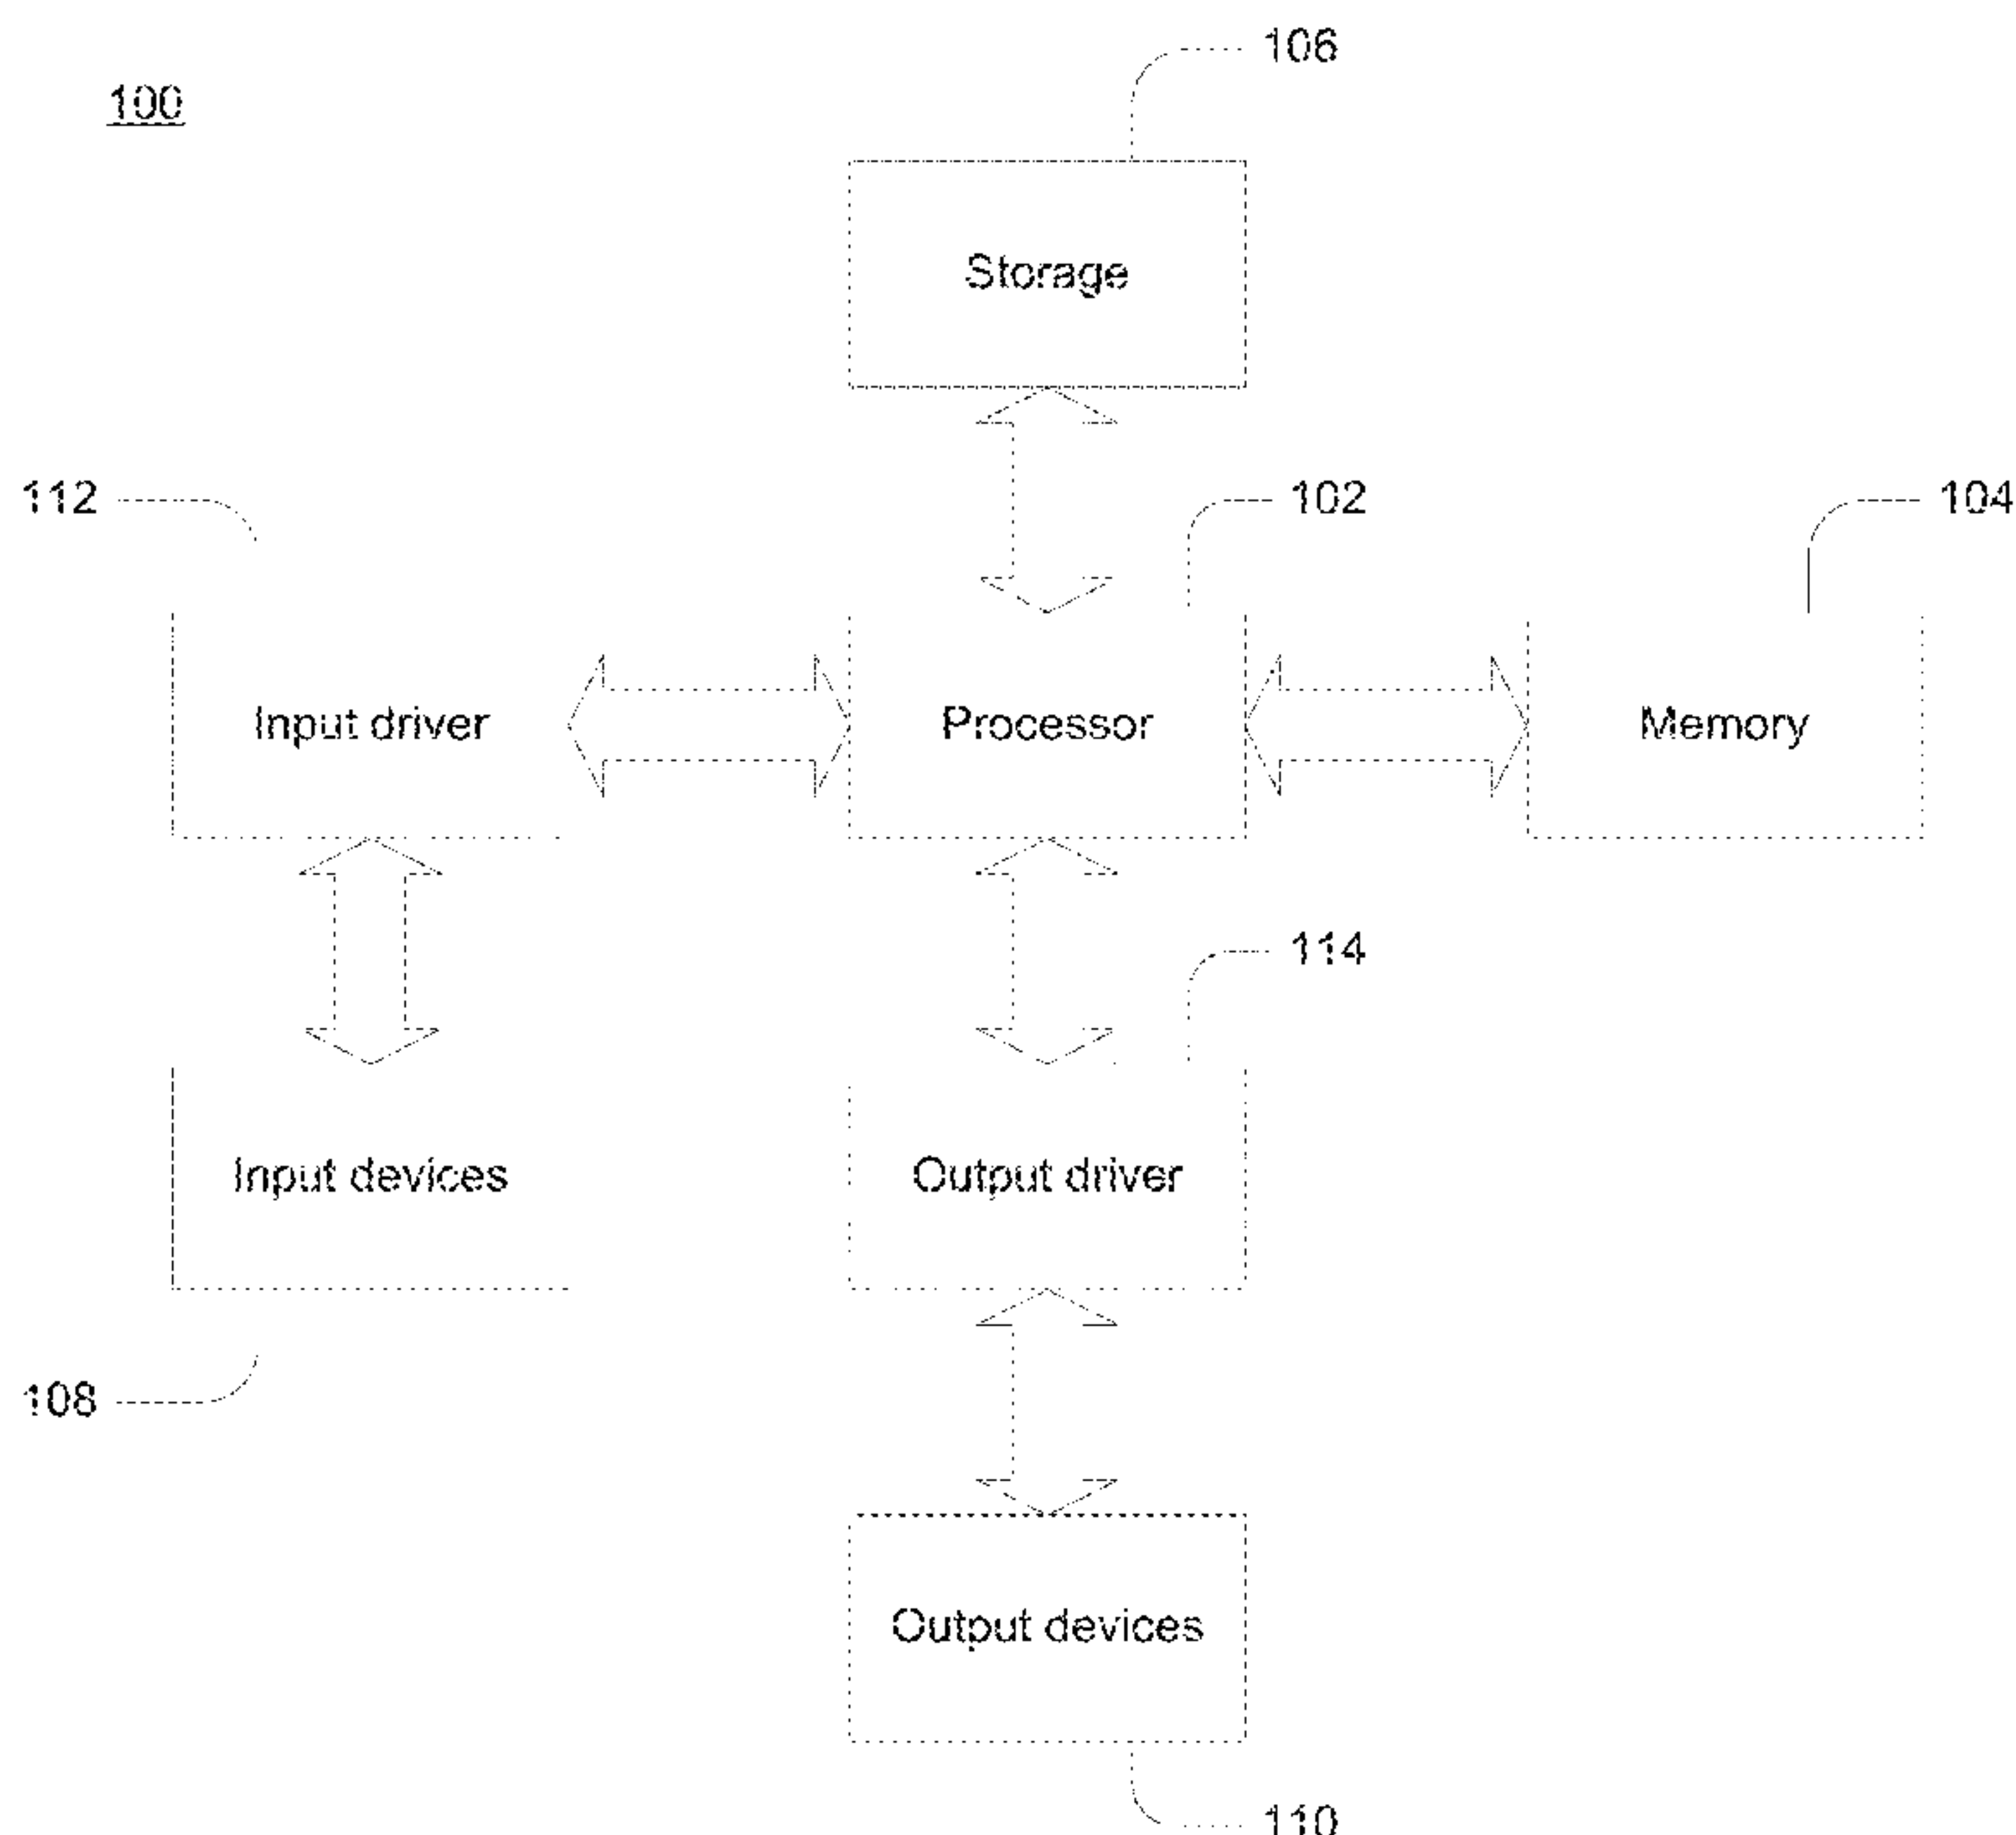 106
100
Storage
112
102
104
Input driver
Processor
Memory
114
Input devices
Output driver
108
Output devices
110